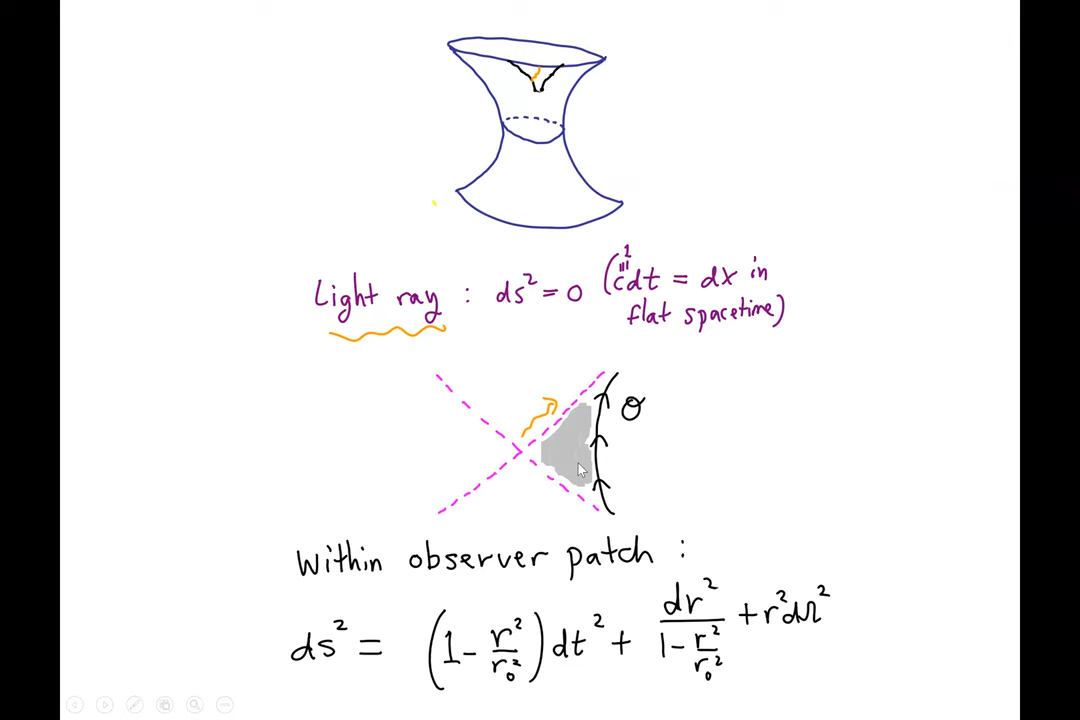 Light ray : ds² = 0 (c̈dt = dx in
flat spacetime)
O
Within observer patch :
ds² = (1 - r²/r₀²) dt² + dr²/(1 - r²/r₀²) + r²dΩ²